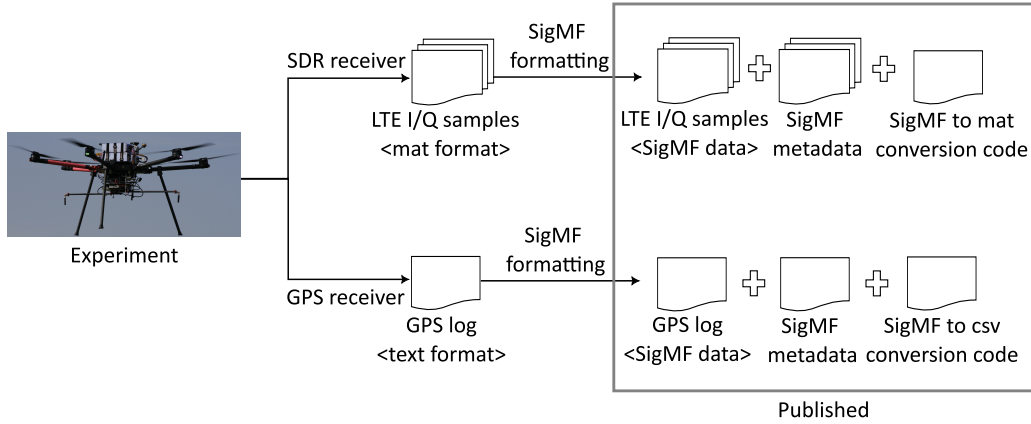 SigMF
formatting
SDR receiver
LTE I/Q samples
<mat format>
LTE I/Q samples
<SigMF data>
SigMF
metadata
SigMF to mat
conversion code
Experiment
SigMF
formatting
GPS receiver
GPS log
<text format>
GPS log
<SigMF data>
SigMF
metadata
SigMF to csv
conversion code
Published